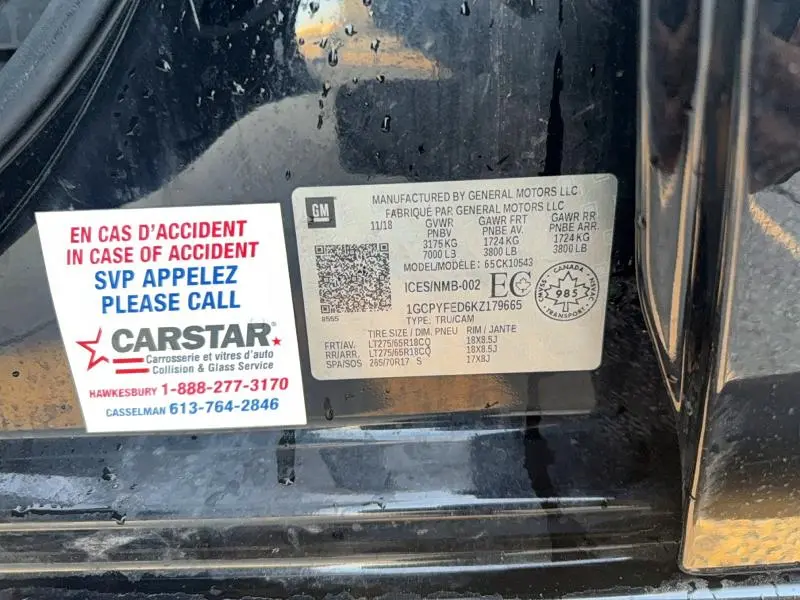 EN CAS D'ACCIDENT
IN CASE OF ACCIDENT
SVP APPELEZ
PLEASE CALL
CARSTAR
Carrosserie et vitres d'auto
Collision & Glass Service
HAWKESBURY 1-888-277-3170
CASSELMAN 613-764-2846
GM
MANUFACTURED BY GENERAL MOTORS LLC
FABRIQUÉ PAR GENERAL MOTORS LLC
11/18 GVWR GAWR FRT GAWR RR
PNBV PNBE AV. PNBE ARR.
3175 KG 1724 KG 1724 KG
7000 LB 3800 LB 3800 LB
MODEL/MODÈLE: 65CK10543
ICES/NMB-002 EC
CANADA
985
TRANSPORT
CMVSS
NSVAC
1GCPYFED6KZ179665
TYPE: TRU/CAM
TIRE SIZE / DIM. PNEU RIM / JANTE
FRT/AV. LT275/65R18CQ 18X8.5J
RR/ARR. LT275/65R18CQ 18X8.5J
SPA/SOS 265/70R17 S 17X8J